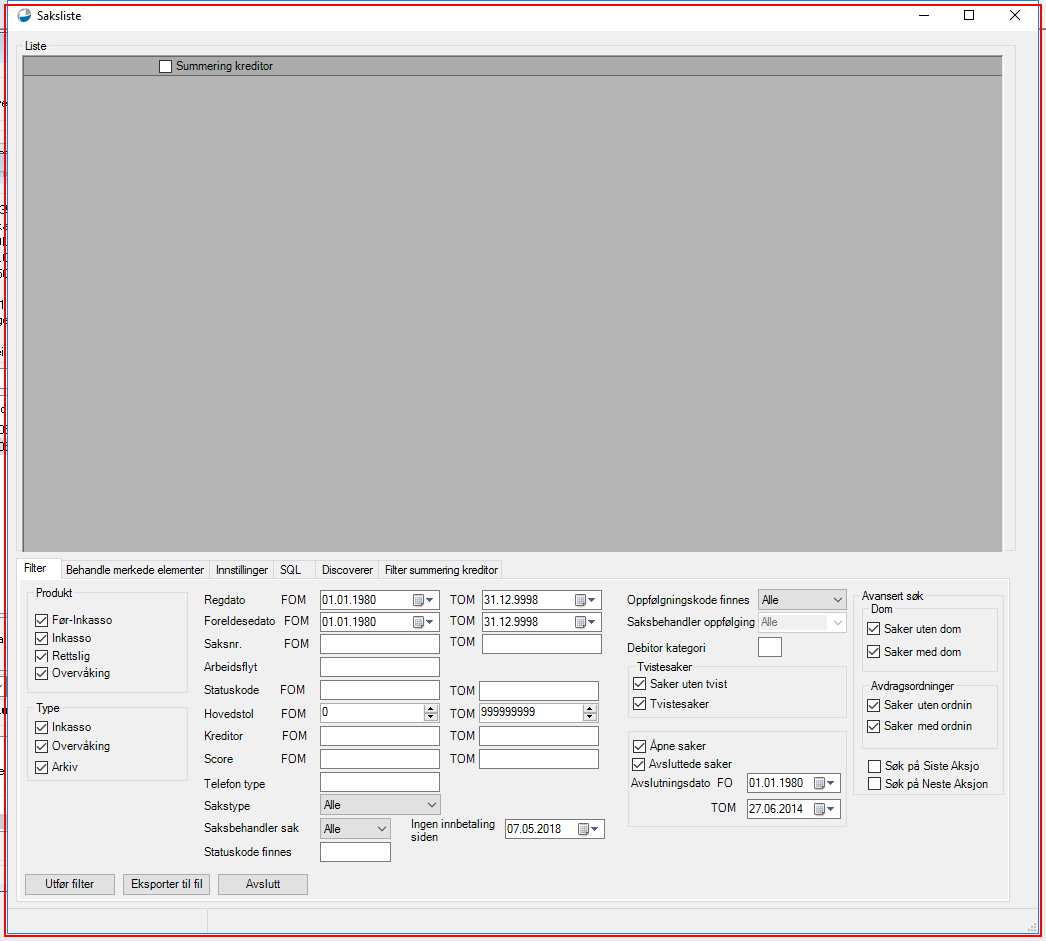 Saksliste
Liste
Summering kreditor
Filter Behandle merkede elementer Innstillinger SQL Discoverer Filter summering kreditor
Produkt
Før-Inkasso
Inkasso
Rettslig
Overvåking
Type
Inkasso
Overvåking
Arkiv
Regdato FOM 01.01.1980 TOM 31.12.9998
Foreldesedato FOM 01.01.1980 TOM 31.12.9998
Saksnr. FOM TOM
Arbeidsflyt
Statuskode FOM TOM
Hovedstol FOM 0 TOM 999999999
Kreditor FOM TOM
Score FOM TOM
Telefon type
Sakstype Alle
Saksbehandler sak Alle Ingen innbetaling
siden 07.05.2018
Statuskode finnes
Oppfølgningskode finnes Alle
Saksbehandler oppfølging Alle
Debitor kategori
Tvistesaker
Saker uten tvist
Tvistesaker
Åpne saker
Avsluttede saker
Avslutningsdato FO 01.01.1980
TOM 27.06.2014
Avansert søk
Dom
Saker uten dom
Saker med dom
Avdragsordninger
Saker uten ordnin
Saker med ordnin
Søk på Siste Aksjo
Søk på Neste Aksjon
Utfør filter Eksporter til fil Avslutt